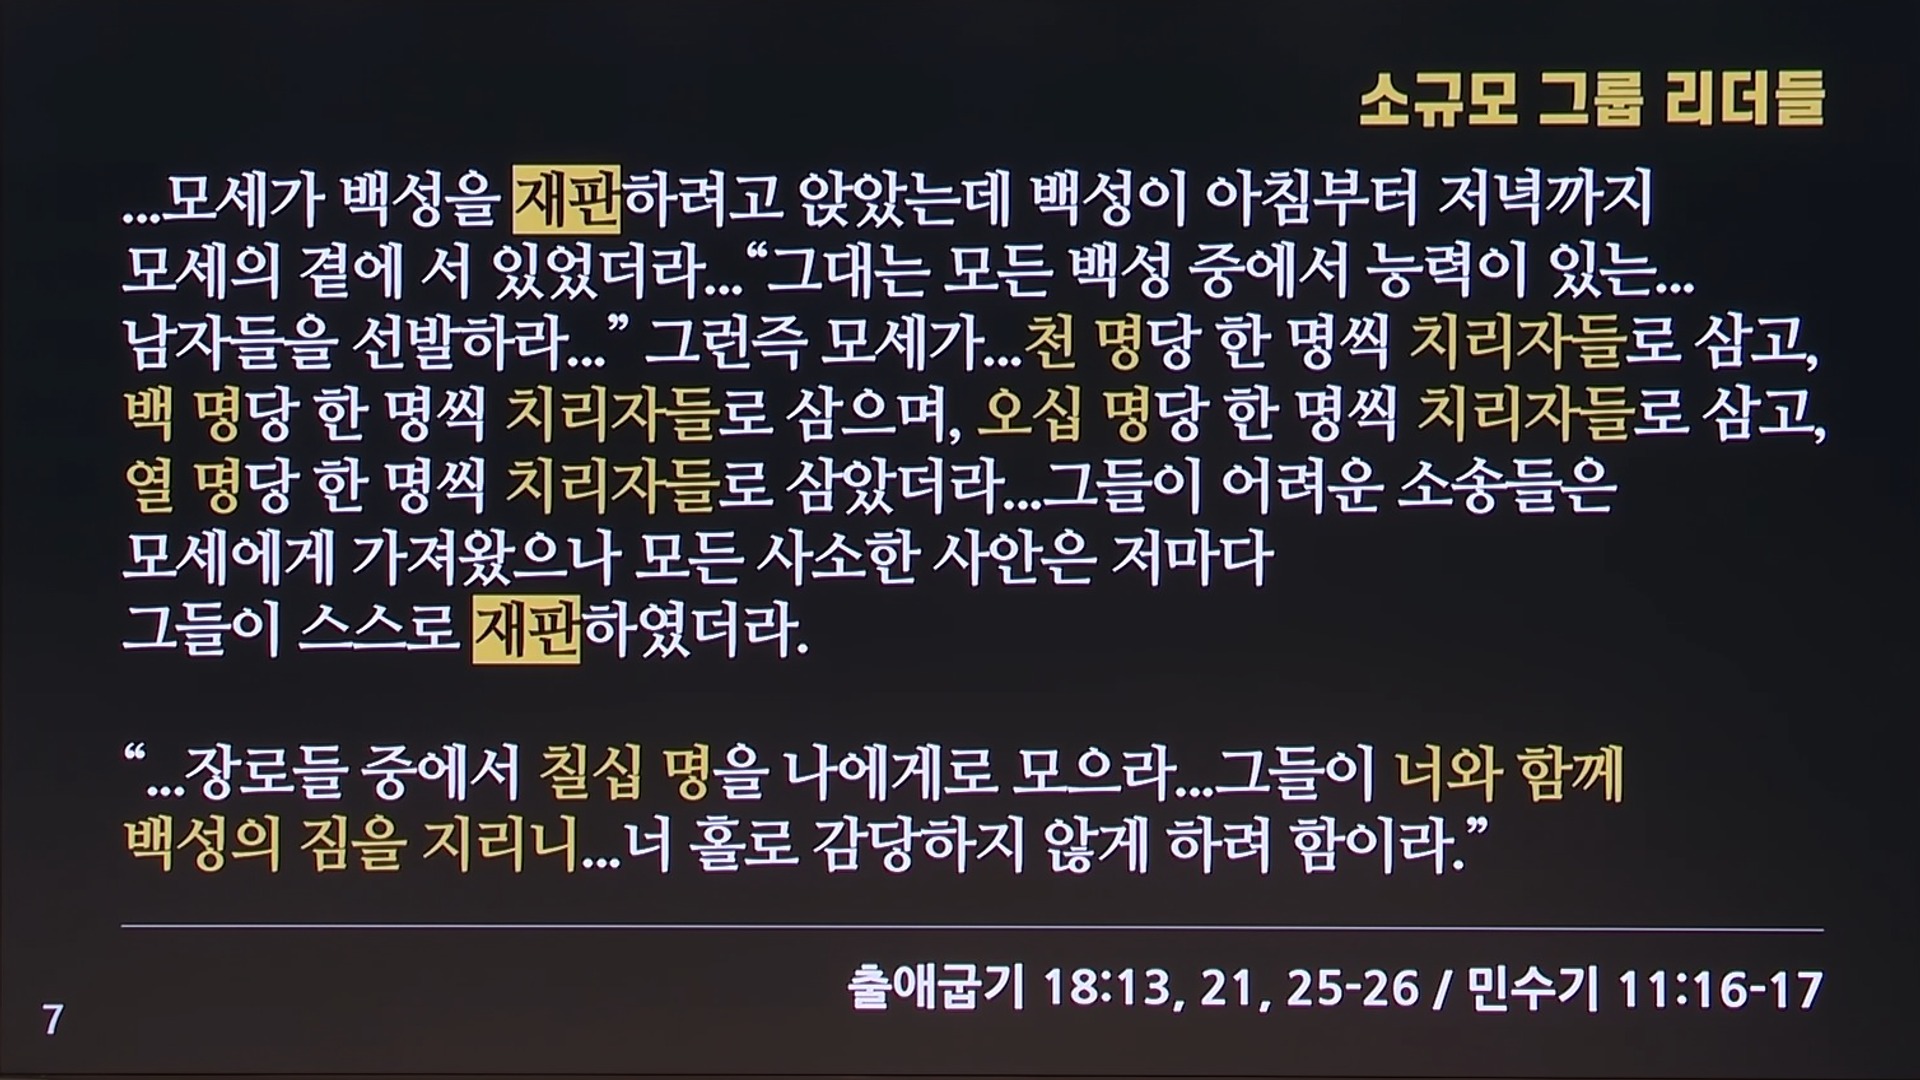 소규모 그룹 리더들
...모세가 백성을 재판하려고 앉았는데 백성이 아침부터 저녁까지
모세의 곁에 서 있었더라...“그대는 모든 백성 중에서 능력이 있는...
남자들을 선발하라...” 그런즉 모세가...천 명당 한 명씩 치리자들로 삼고,
백 명당 한 명씩 치리자들로 삼으며, 오십 명당 한 명씩 치리자들로 삼고,
열 명당 한 명씩 치리자들로 삼았더라...그들이 어려운 소송들은
모세에게 가져왔으나 모든 사소한 사안은 저마다
그들이 스스로 재판하였더라.
“...장로들 중에서 칠십 명을 나에게로 모으라...그들이 너와 함께
백성의 짐을 지리니...너 홀로 감당하지 않게 하려 함이라.”
출애굽기 18:13, 21, 25-26 / 민수기 11:16-17
7